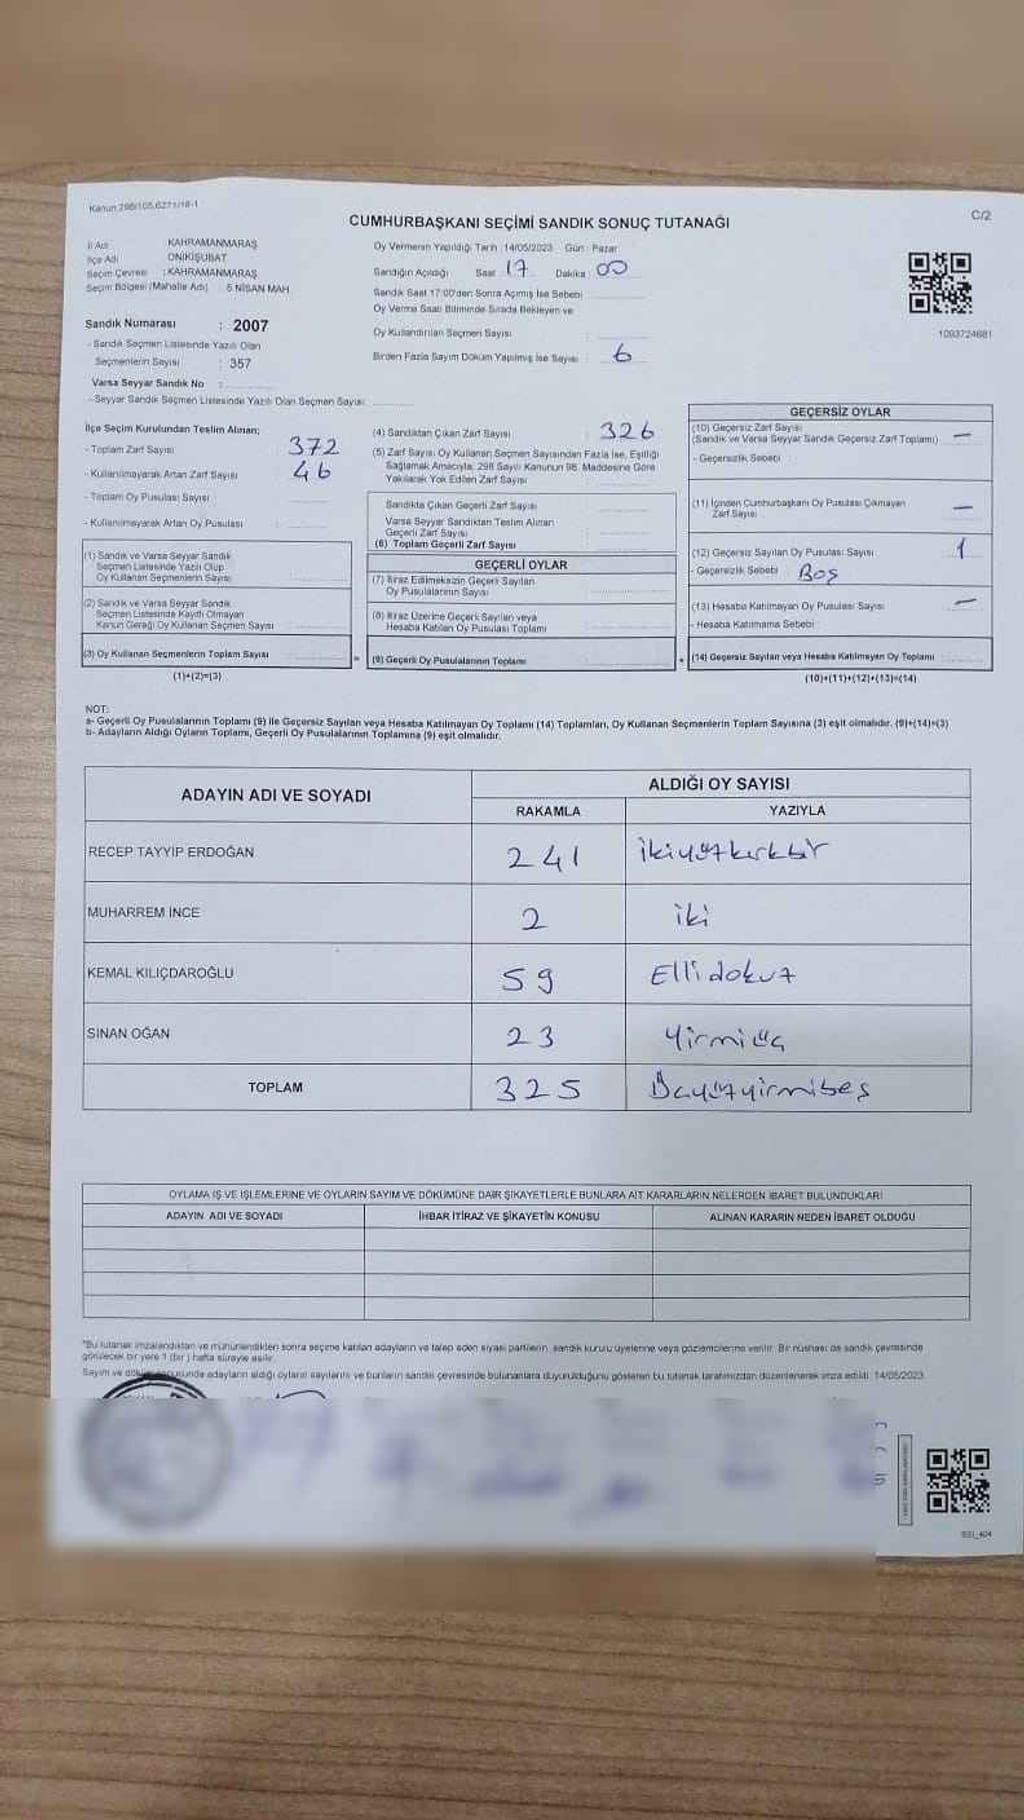 Kanun 298/105,6271/18-1
C/2
CUMHURBAŞKANI SEÇİMİ SANDIK SONUÇ TUTANAĞI
İl Adı KAHRAMANMARAŞ
İlçe Adı ONİKİŞUBAT
Seçim Çevresi : KAHRAMANMARAŞ
Seçim Bölgesi (Mahalle Adı) 5 NİSAN MAH
Oy Vermenin Yapıldığı Tarih 14/05/2023 Gün : Pazar
Sandığın Açıldığı Saat 17 Dakika 00
Sandık Saat 17:00'den Sonra Açılmış İse Sebebi
Oy Verme Saati Bitiminde Sırada Bekleyen ve
Oy Kullandırılan Seçmen Sayısı
Birden Fazla Sayım Döküm Yapılmış İse Sayısı 6
1093724681
Sandık Numarası : 2007
- Sandık Seçmen Listesinde Yazılı Olan
Seçmenlerin Sayısı : 357
Varsa Seyyar Sandık No :
- Seyyar Sandık Seçmen Listesinde Yazılı Olan Seçmen Sayısı:
İlçe Seçim Kurulundan Teslim Alınan;
- Toplam Zarf Sayısı 372
- Kullanılmayarak Artan Zarf Sayısı 46
- Toplam Oy Pusulası Sayısı
- Kullanılmayarak Artan Oy Pusulası
(1) Sandık ve Varsa Seyyar Sandık
Seçmen Listesinde Yazılı Olup
Oy Kullanan Seçmenlerin Sayısı
(2) Sandık ve Varsa Seyyar Sandık
Seçmen Listesinde Kayıtlı Olmayan
Kanun Gereği Oy Kullanan Seçmen Sayısı
(3) Oy Kullanan Seçmenlerin Toplam Sayısı
(1)+(2)=(3)
(4) Sandıktan Çıkan Zarf Sayısı 326
(5) Zarf Sayısı Oy Kullanan Seçmen Sayısından Fazla İse, Eşitliği
Sağlamak Amacıyla, 298 Sayılı Kanunun 98. Maddesine Göre
Yakılarak Yok Edilen Zarf Sayısı
Sandıkta Çıkan Geçerli Zarf Sayısı
Varsa Seyyar Sandıktan Teslim Alınan
Geçerli Zarf Sayısı
(6) Toplam Geçerli Zarf Sayısı
GEÇERLİ OYLAR
(7) İtiraz Edilmeksizin Geçerli Sayılan
Oy Pusulalarının Sayısı
(8) İtiraz Üzerine Geçerli Sayılan veya
Hesaba Katılan Oy Pusulası Toplamı
= (9) Geçerli Oy Pusulalarının Toplamı
GEÇERSİZ OYLAR
(10) Geçersiz Zarf Sayısı
(Sandık ve Varsa Seyyar Sandık Geçersiz Zarf Toplamı) —
- Geçersizlik Sebebi
(11) İçinden Cumhurbaşkanı Oy Pusulası Çıkmayan
Zarf Sayısı —
(12) Geçersiz Sayılan Oy Pusulası Sayısı 1
- Geçersizlik Sebebi Boş
(13) Hesaba Katılmayan Oy Pusulası Sayısı —
- Hesaba Katılmama Sebebi
+ (14) Geçersiz Sayılan veya Hesaba Katılmayan Oy Toplamı
(10)+(11)+(12)+(13)=(14)
NOT:
a- Geçerli Oy Pusulalarının Toplamı (9) ile Geçersiz Sayılan veya Hesaba Katılmayan Oy Toplamı (14) Toplamları, Oy Kullanan Seçmenlerin Toplam Sayısına (3) eşit olmalıdır. (9)+(14)=(3)
b- Adayların Aldığı Oyların Toplamı, Geçerli Oy Pusulalarının Toplamına (9) eşit olmalıdır.
ADAYIN ADI VE SOYADI
ALDIĞI OY SAYISI
RAKAMLA YAZIYLA
RECEP TAYYİP ERDOĞAN 241 ikiyüzkırkbir
MUHARREM İNCE 2 iki
KEMAL KILIÇDAROĞLU 59 Ellidokuz
SİNAN OĞAN 23 Yirmiüç
TOPLAM 325 Üçyüzyirmibeş
OYLAMA İŞ VE İŞLEMLERİNE VE OYLARIN SAYIM VE DÖKÜMÜNE DAİR ŞİKAYETLERLE BUNLARA AİT KARARLARIN NELERDEN İBARET BULUNDUKLARI
ADAYIN ADI VE SOYADI İHBAR İTİRAZ VE ŞİKAYETİN KONUSU ALINAN KARARIN NEDEN İBARET OLDUĞU
*Bu tutanak imzalandıktan ve mühürlendikten sonra seçime katılan adayların ve talep eden siyasi partilerin, sandık kurulu üyelerine veya gözlemcilerine verilir. Bir nüshası da sandık çevresinde
görülecek bir yere 1 (bir) hafta süreyle asılır.
Sayım ve döküm sonucunda adayların aldığı oyların sayılarını ve bunların sandık çevresinde bulunanlara duyurulduğunu gösteren bu tutanak tarafımızdan düzenlenerek imza edildi. 14/05/2023